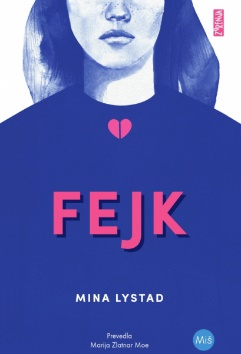 FEJK
MINA LYSTAD
Prevedla
Marija Zlatnar Moe
Miš